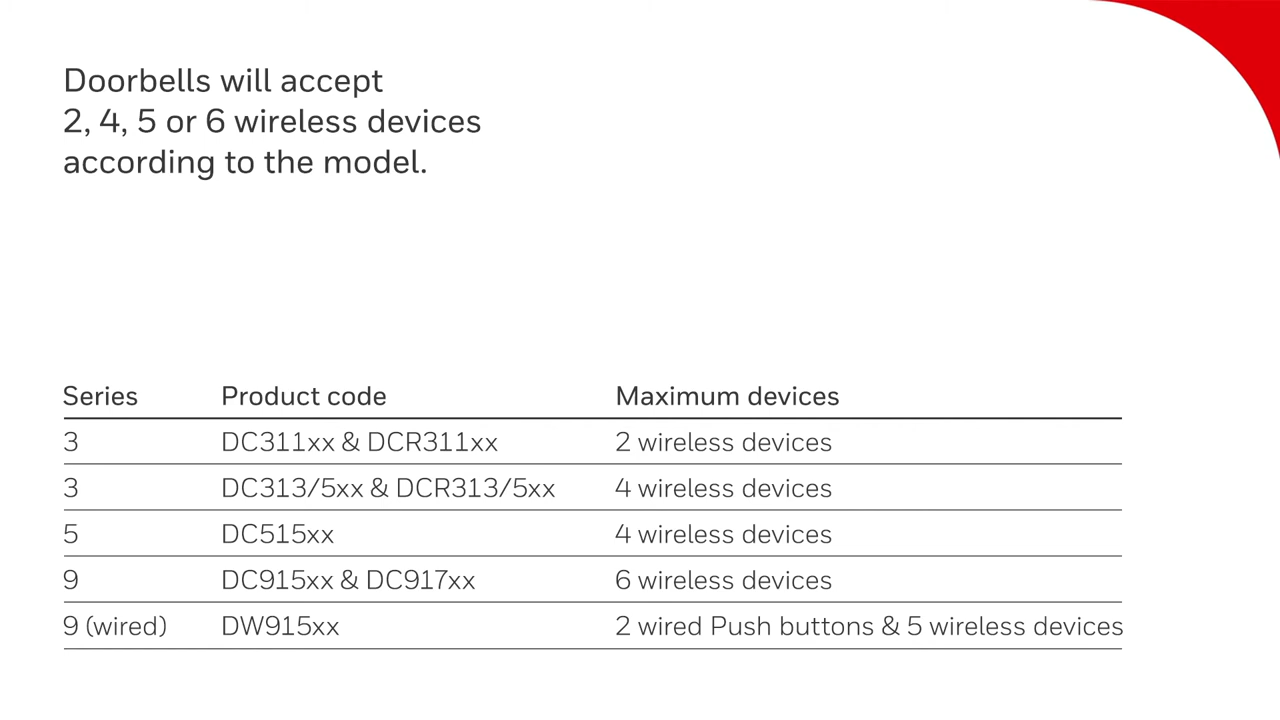 Doorbells will accept
2, 4, 5 or 6 wireless devices
according to the model.
Series Product code Maximum devices
3 DC311xx & DCR311xx 2 wireless devices
3 DC313/5xx & DCR313/5xx 4 wireless devices
5 DC515xx 4 wireless devices
9 DC915xx & DC917xx 6 wireless devices
9 (wired) DW915xx 2 wired Push buttons & 5 wireless devices